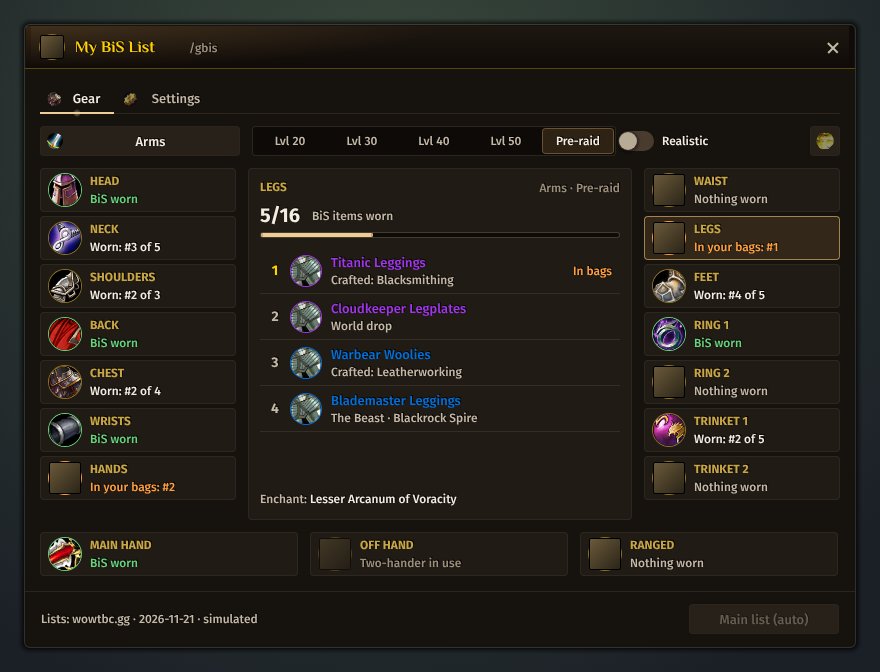 My BiS List
/gbis
Gear
Settings
Arms
Lvl 20
Lvl 30
Lvl 40
Lvl 50
Pre-raid
Realistic
HEAD
BiS worn
NECK
Worn: #3 of 5
SHOULDERS
Worn: #2 of 3
BACK
BiS worn
CHEST
Worn: #2 of 4
WRISTS
BiS worn
HANDS
In your bags: #2
LEGS
Arms · Pre-raid
5/16 BiS items worn
1
Titanic Leggings
Crafted: Blacksmithing
In bags
2
Cloudkeeper Legplates
World drop
3
Warbear Woolies
Crafted: Leatherworking
4
Blademaster Leggings
The Beast · Blackrock Spire
Enchant: Lesser Arcanum of Voracity
WAIST
Nothing worn
LEGS
In your bags: #1
FEET
Worn: #4 of 5
RING 1
BiS worn
RING 2
Nothing worn
TRINKET 1
Worn: #2 of 5
TRINKET 2
Nothing worn
MAIN HAND
BiS worn
OFF HAND
Two-hander in use
RANGED
Nothing worn
Lists: wowtbc.gg · 2026-11-21 · simulated
Main list (auto)